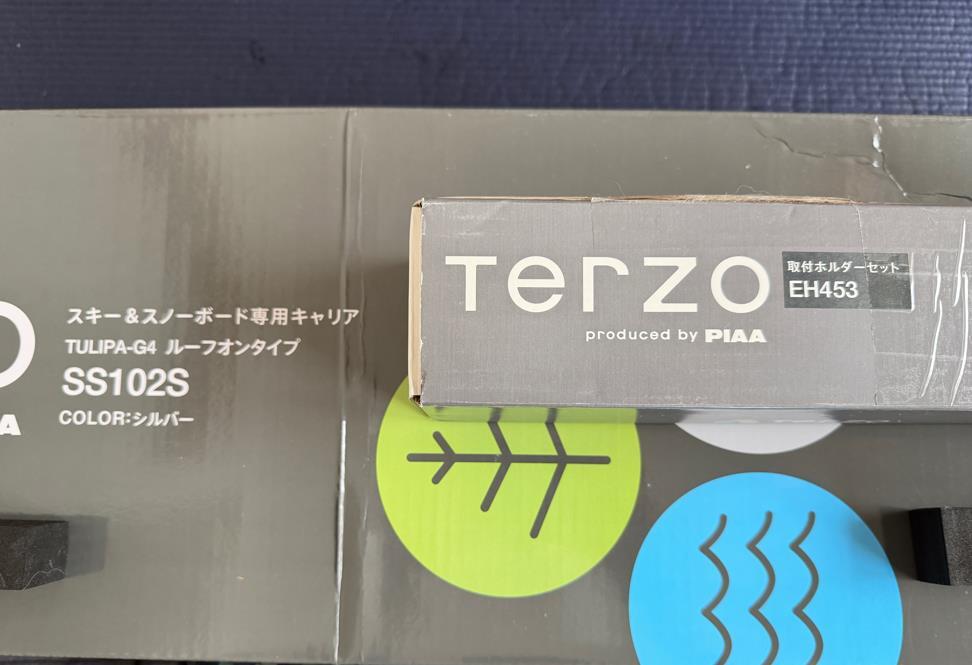 スキー&スノーボード専用キャリア
TULIPA-G4 ルーフオンタイプ
SS102S
COLOR:シルバー
Terzo
produced by PIAA
取付ホルダーセット
EH453